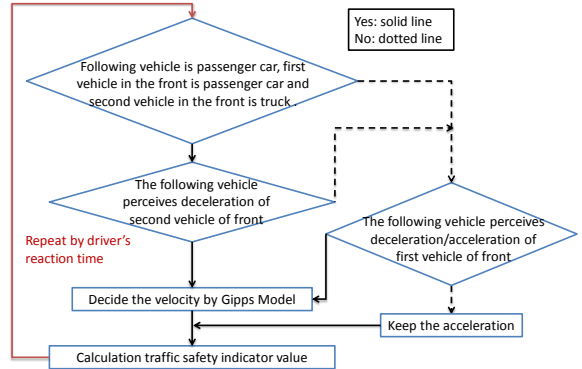 Yes: solid line
No: dotted line
Following vehicle is passenger car, first
vehicle in the front is passenger car and
second vehicle in the front is truck .
The following vehicle
perceives deceleration of
second vehicle of front
The following vehicle perceives
deceleration/acceleration of
first vehicle of front
Repeat by driver's
reaction time
Decide the velocity by Gipps Model
Keep the acceleration
Calculation traffic safety indicator value